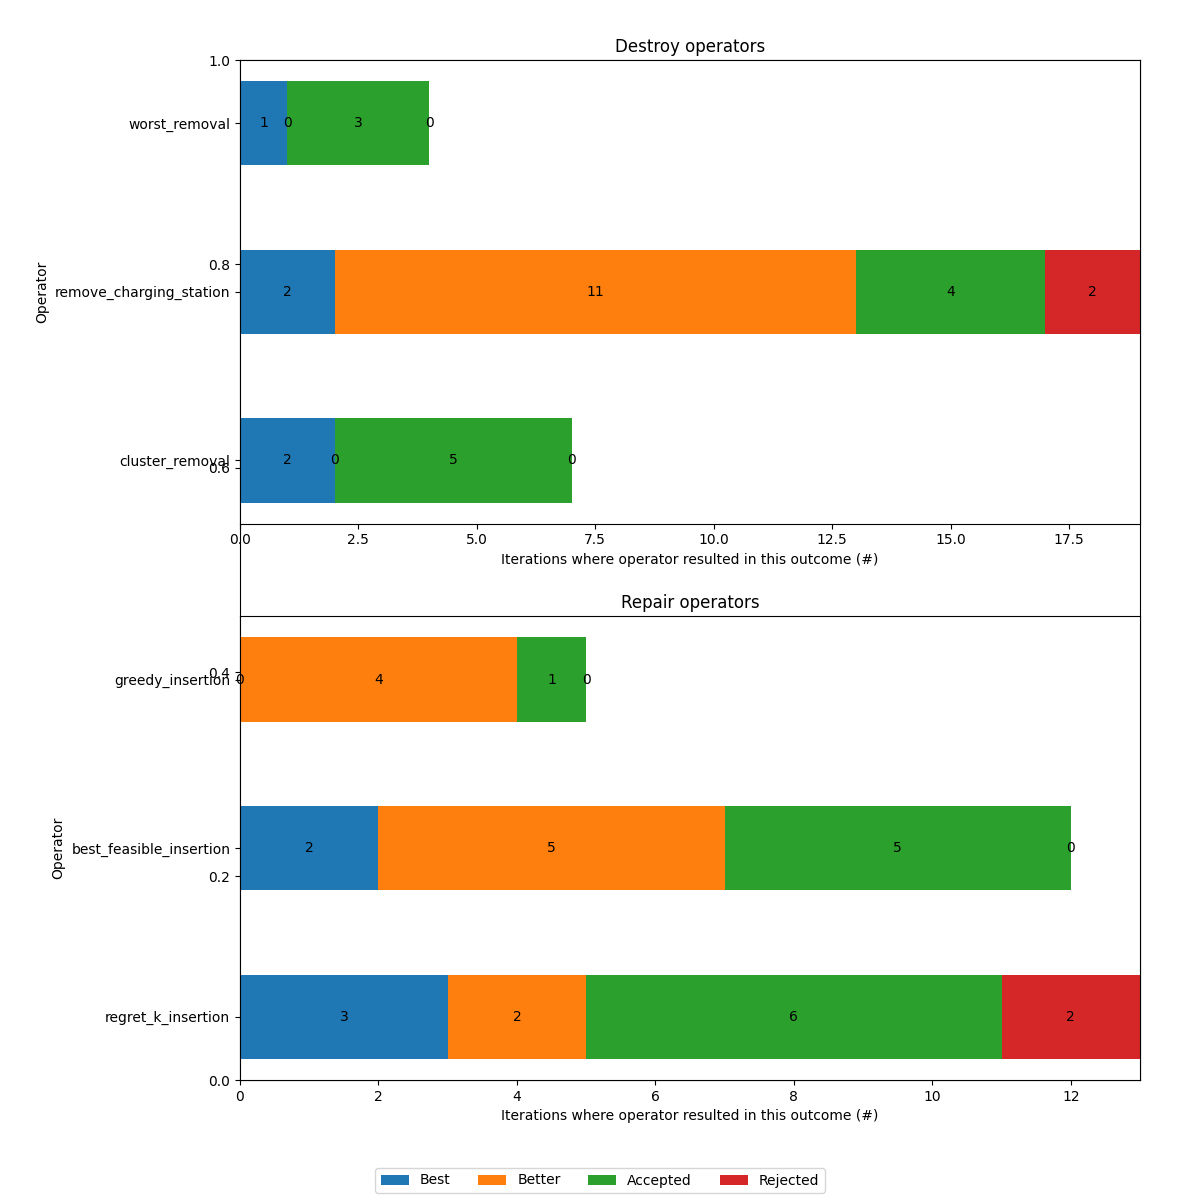 Destroy operators
1.0
worst_removal
1 0 3 0
0.8
Operator
remove_charging_station
2 11 4 2
cluster_removal
2 0 5 0
0.6
0.0 2.5 5.0 7.5 10.0 12.5 15.0 17.5
Iterations where operator resulted in this outcome (#)
Repair operators
0.4
greedy_insertion
0 4 1 0
Operator
best_feasible_insertion
2 5 5 0
0.2
regret_k_insertion
3 2 6 2
0.0
0 2 4 6 8 10 12
Iterations where operator resulted in this outcome (#)
Best Better Accepted Rejected